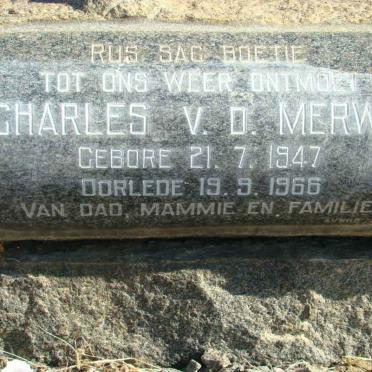 RUS SAG BOETIE
TOT ONS WEER ONTMOET
CHARLES V. D. MERW
GEBORE 21. 7. 1947
OORLEDE 19. 9. 1966
VAN DAD, MAMMIE EN FAMILIE